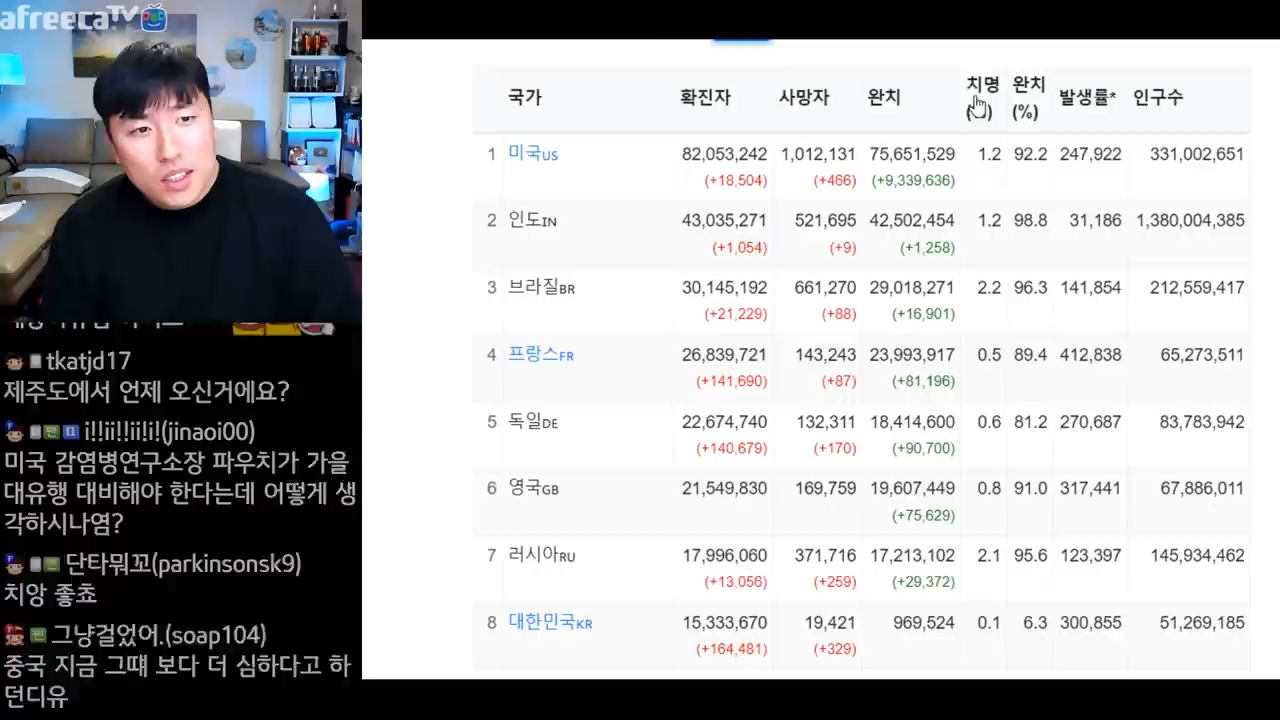 afreecaTV
tkatjd17
제주도에서 언제 오신거에요?
i!!ii!!ii!i!(jinaoi00)
미국 감염병연구소장 파우치가 가을
대유행 대비해야 한다는데 어떻게 생
각하시나염?
단타뭐꼬(parkinsonsk9)
치앙 좋쵸
그냥걸었어.(soap104)
중국 지금 그때 보다 더 심하다고 하
던디유
국가 확진자 사망자 완치 치명 완치(%) 발생률* 인구수
1 미국US 82,053,242 1,012,131 75,651,529 1.2 92.2 247,922 331,002,651
(+18,504) (+466) (+9,339,636)
2 인도IN 43,035,271 521,695 42,502,454 1.2 98.8 31,186 1,380,004,385
(+1,054) (+9) (+1,258)
3 브라질BR 30,145,192 661,270 29,018,271 2.2 96.3 141,854 212,559,417
(+21,229) (+88) (+16,901)
4 프랑스FR 26,839,721 143,243 23,993,917 0.5 89.4 412,838 65,273,511
(+141,690) (+87) (+81,196)
5 독일DE 22,674,740 132,311 18,414,600 0.6 81.2 270,687 83,783,942
(+140,679) (+170) (+90,700)
6 영국GB 21,549,830 169,759 19,607,449 0.8 91.0 317,441 67,886,011
(+75,629)
7 러시아RU 17,996,060 371,716 17,213,102 2.1 95.6 123,397 145,934,462
(+13,056) (+259) (+29,372)
8 대한민국KR 15,333,670 19,421 969,524 0.1 6.3 300,855 51,269,185
(+164,481) (+329)